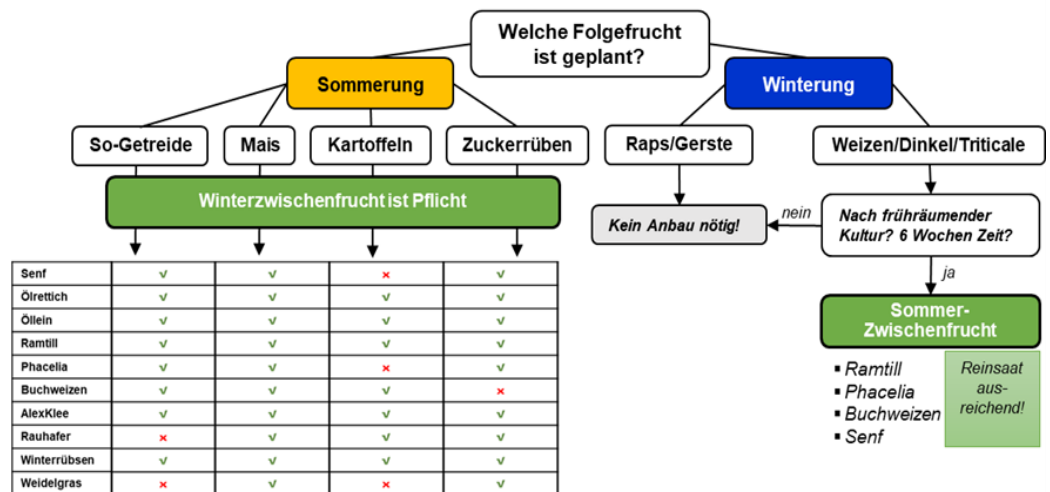 Welche Folgefrucht
ist geplant?
Sommerung
Winterung
So-Getreide
Mais
Kartoffeln
Zuckerrüben
Raps/Gerste
Weizen/Dinkel/Triticale
Winterzwischenfrucht ist Pflicht
Kein Anbau nötig!
nein
Nach frühräumender
Kultur? 6 Wochen Zeit?
ja
Sommer-
Zwischenfrucht
▪ Ramtill
▪ Phacelia
▪ Buchweizen
▪ Senf
Reinsaat
aus-
reichend!
Senf √ √ × √
Ölrettich √ √ √ √
Öllein √ √ √ √
Ramtill √ √ √ √
Phacelia √ √ × √
Buchweizen √ √ √ ×
AlexKlee √ √ √ √
Rauhafer × √ √ √
Winterrübsen √ √ √ √
Weidelgras × √ × √